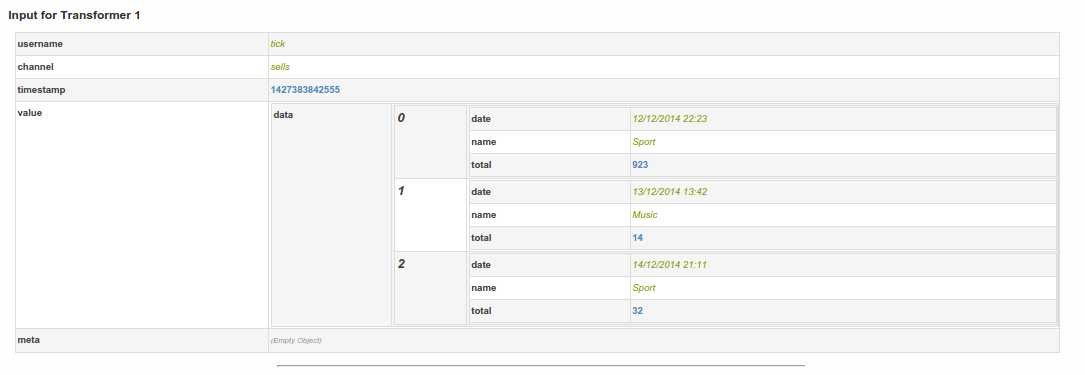 Input for Transformer 1
username tick
channel sells
timestamp 1427383842555
value data 0 date 12/12/2014 22:23
name Sport
total 923
1 date 13/12/2014 13:42
name Music
total 14
2 date 14/12/2014 21:11
name Sport
total 32
meta (Empty Object)